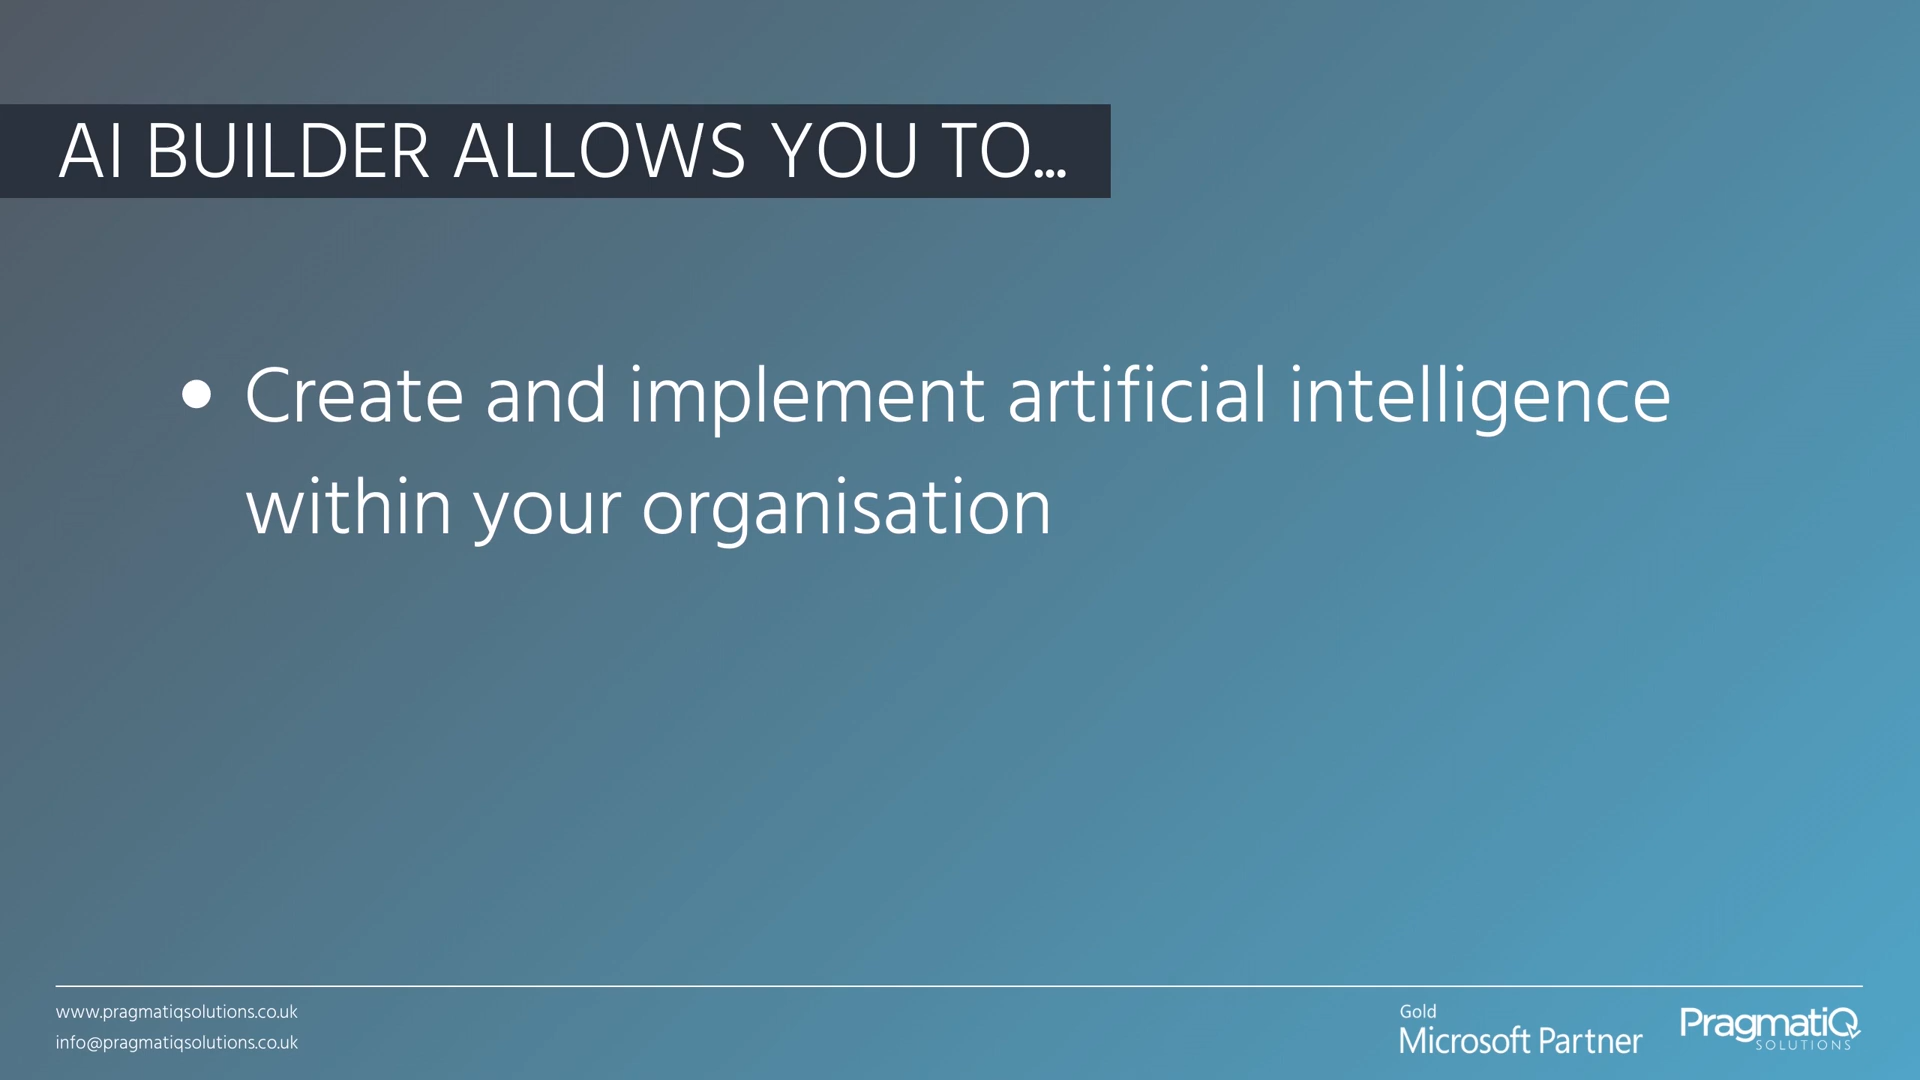 AI BUILDER ALLOWS YOU TO...
• Create and implement artificial intelligence
within your organisation
www.pragmatiqsolutions.co.uk
info@pragmatiqsolutions.co.uk
Gold
Microsoft Partner
PragmatiQ
SOLUTIONS